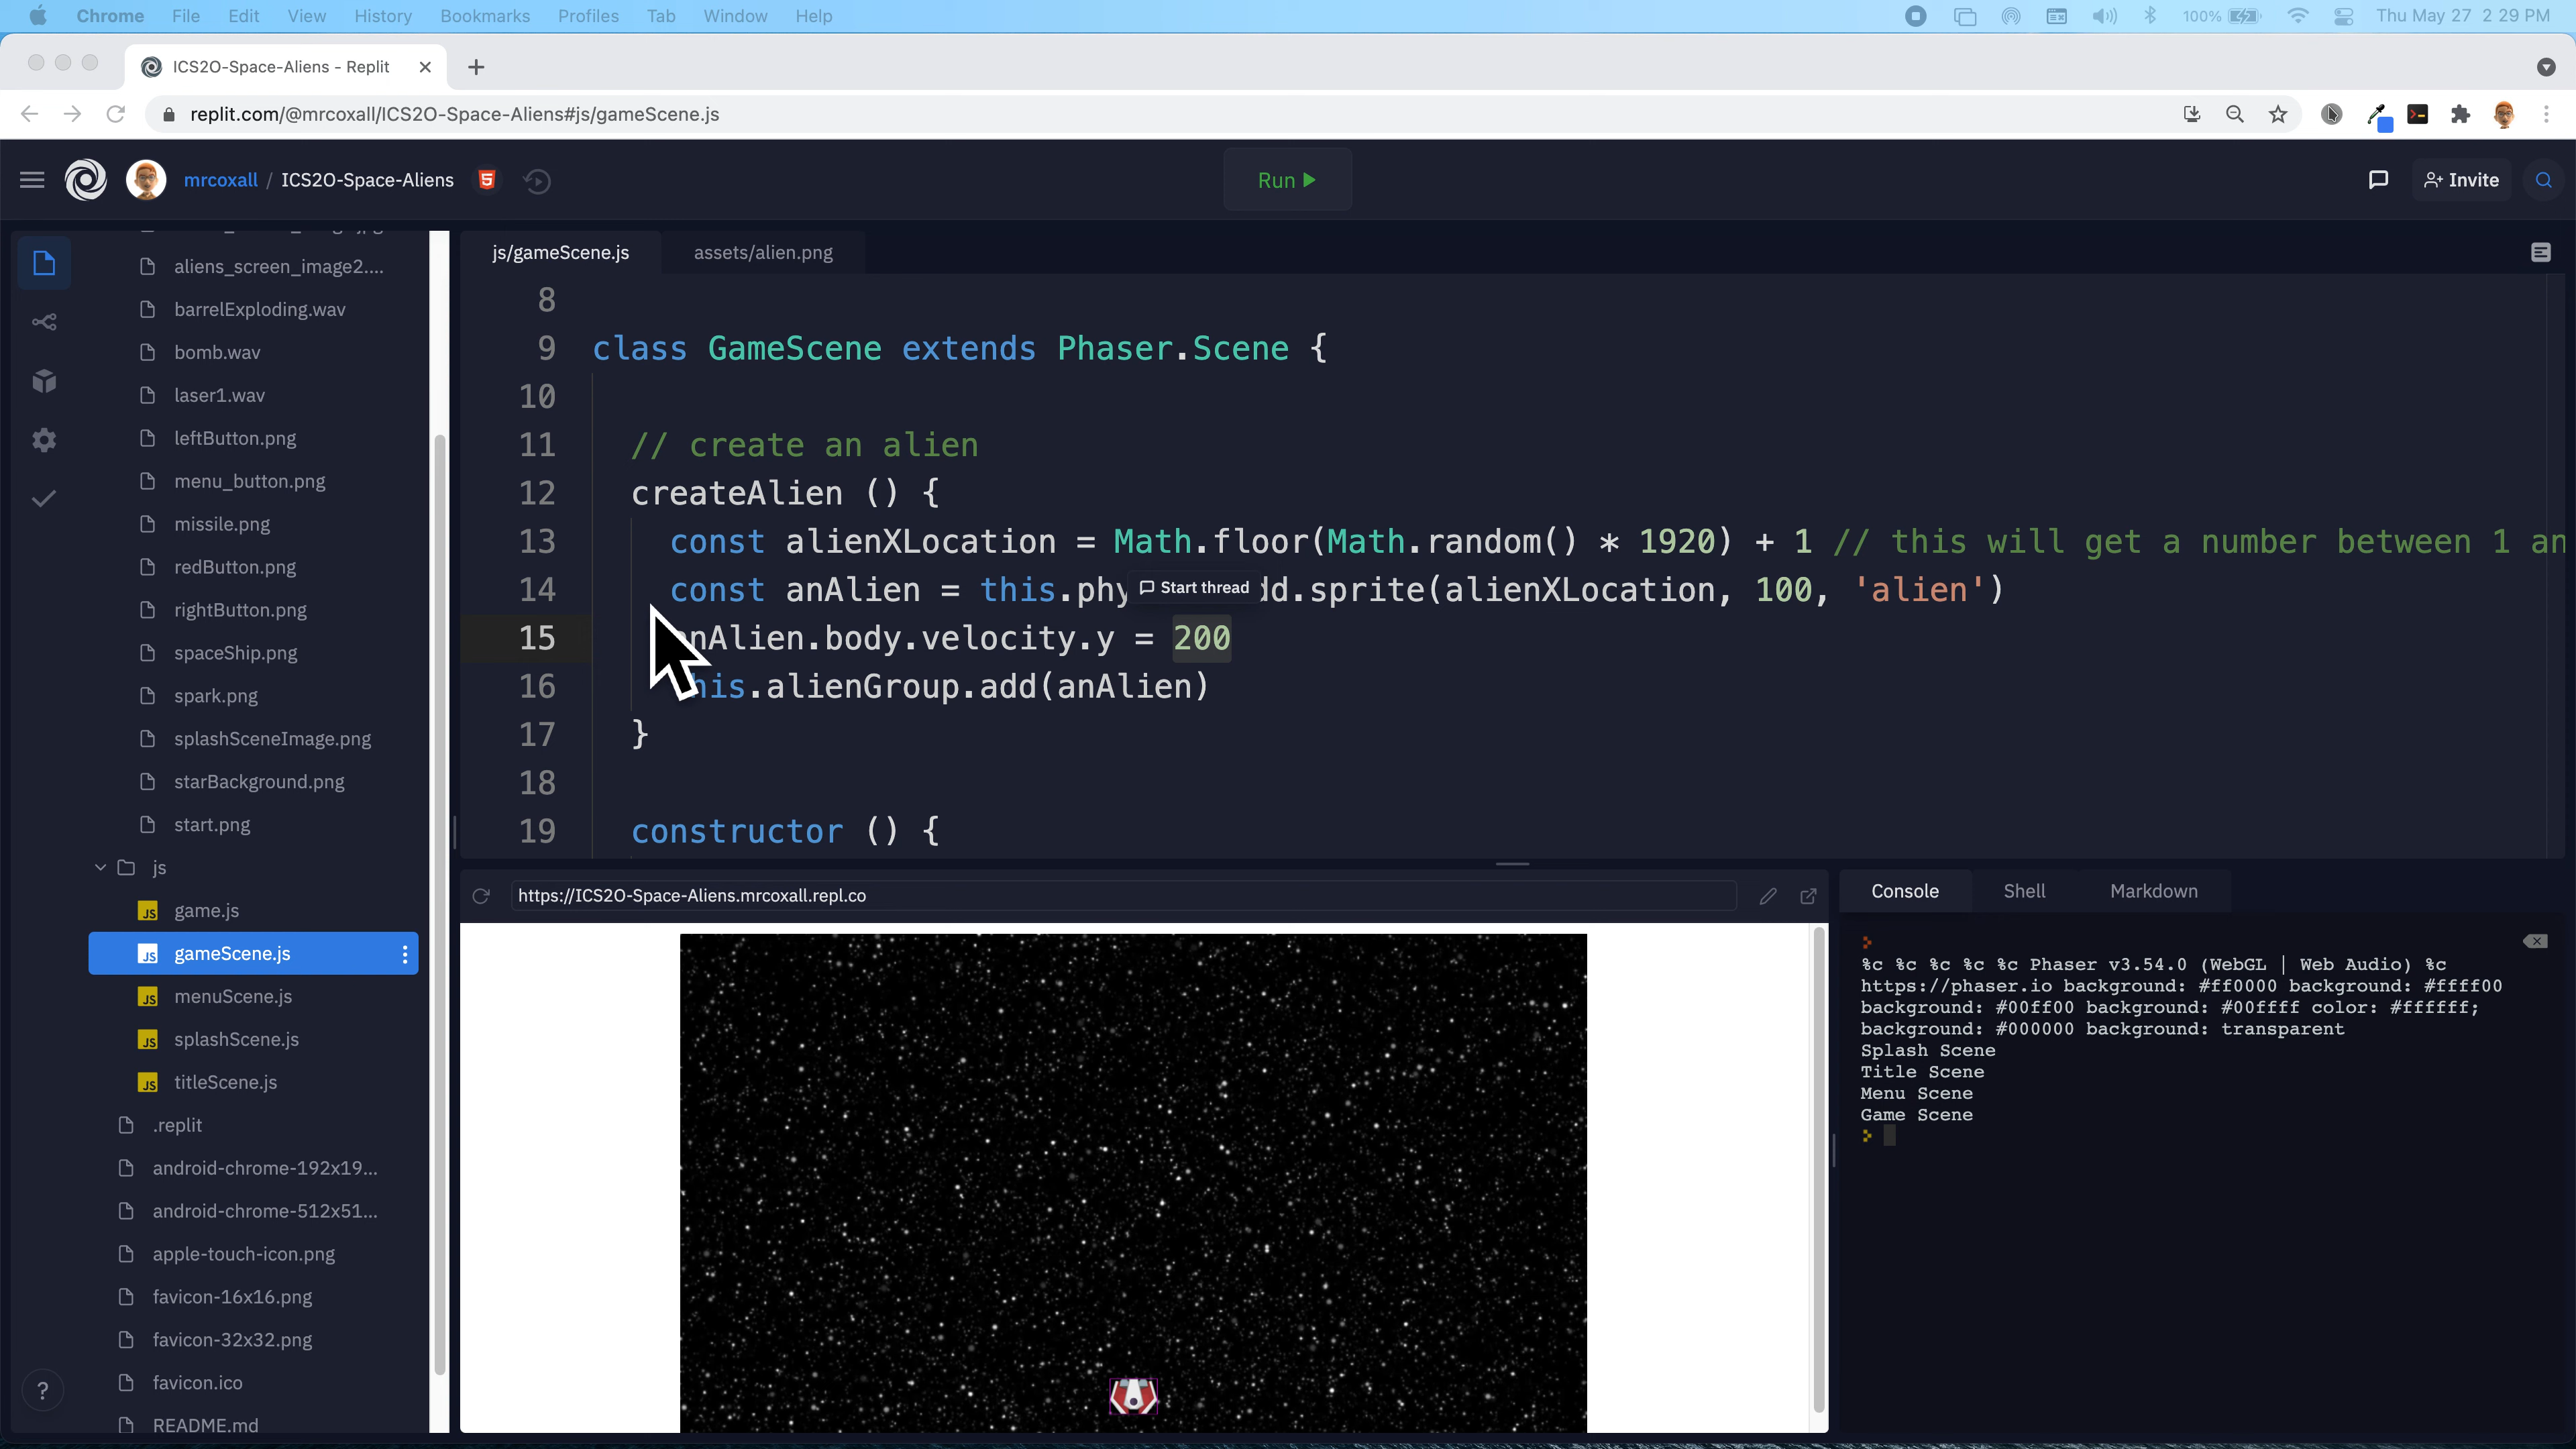 Chrome File Edit View History Bookmarks Profiles Tab Window Help 100% Thu May 27 2 29 PM
ICS2O-Space-Aliens - Replit
replit.com/@mrcoxall/ICS2O-Space-Aliens#js/gameScene.js
mrcoxall / ICS2O-Space-Aliens Run Invite
aliens_screen_image2....
barrelExploding.wav
bomb.wav
laser1.wav
leftButton.png
menu_button.png
missile.png
redButton.png
rightButton.png
spaceShip.png
spark.png
splashSceneImage.png
starBackground.png
start.png
js
game.js
gameScene.js
menuScene.js
splashScene.js
titleScene.js
.replit
android-chrome-192x19...
android-chrome-512x51...
apple-touch-icon.png
favicon-16x16.png
favicon-32x32.png
favicon.ico
README.md
?
js/gameScene.js assets/alien.png
8
9 class GameScene extends Phaser.Scene {
10
11 // create an alien
12 createAlien () {
13 const alienXLocation = Math.floor(Math.random() * 1920) + 1 // this will get a number between 1 an
14 const anAlien = this.phy Start thread dd.sprite(alienXLocation, 100, 'alien')
15 anAlien.body.velocity.y = 200
16 this.alienGroup.add(anAlien)
17 }
18
19 constructor () {
https://ICS2O-Space-Aliens.mrcoxall.repl.co
Console Shell Markdown
%c %c %c %c %c Phaser v3.54.0 (WebGL | Web Audio) %c
https://phaser.io background: #ff0000 background: #ffff00
background: #00ff00 background: #00ffff color: #ffffff;
background: #000000 background: transparent
Splash Scene
Title Scene
Menu Scene
Game Scene